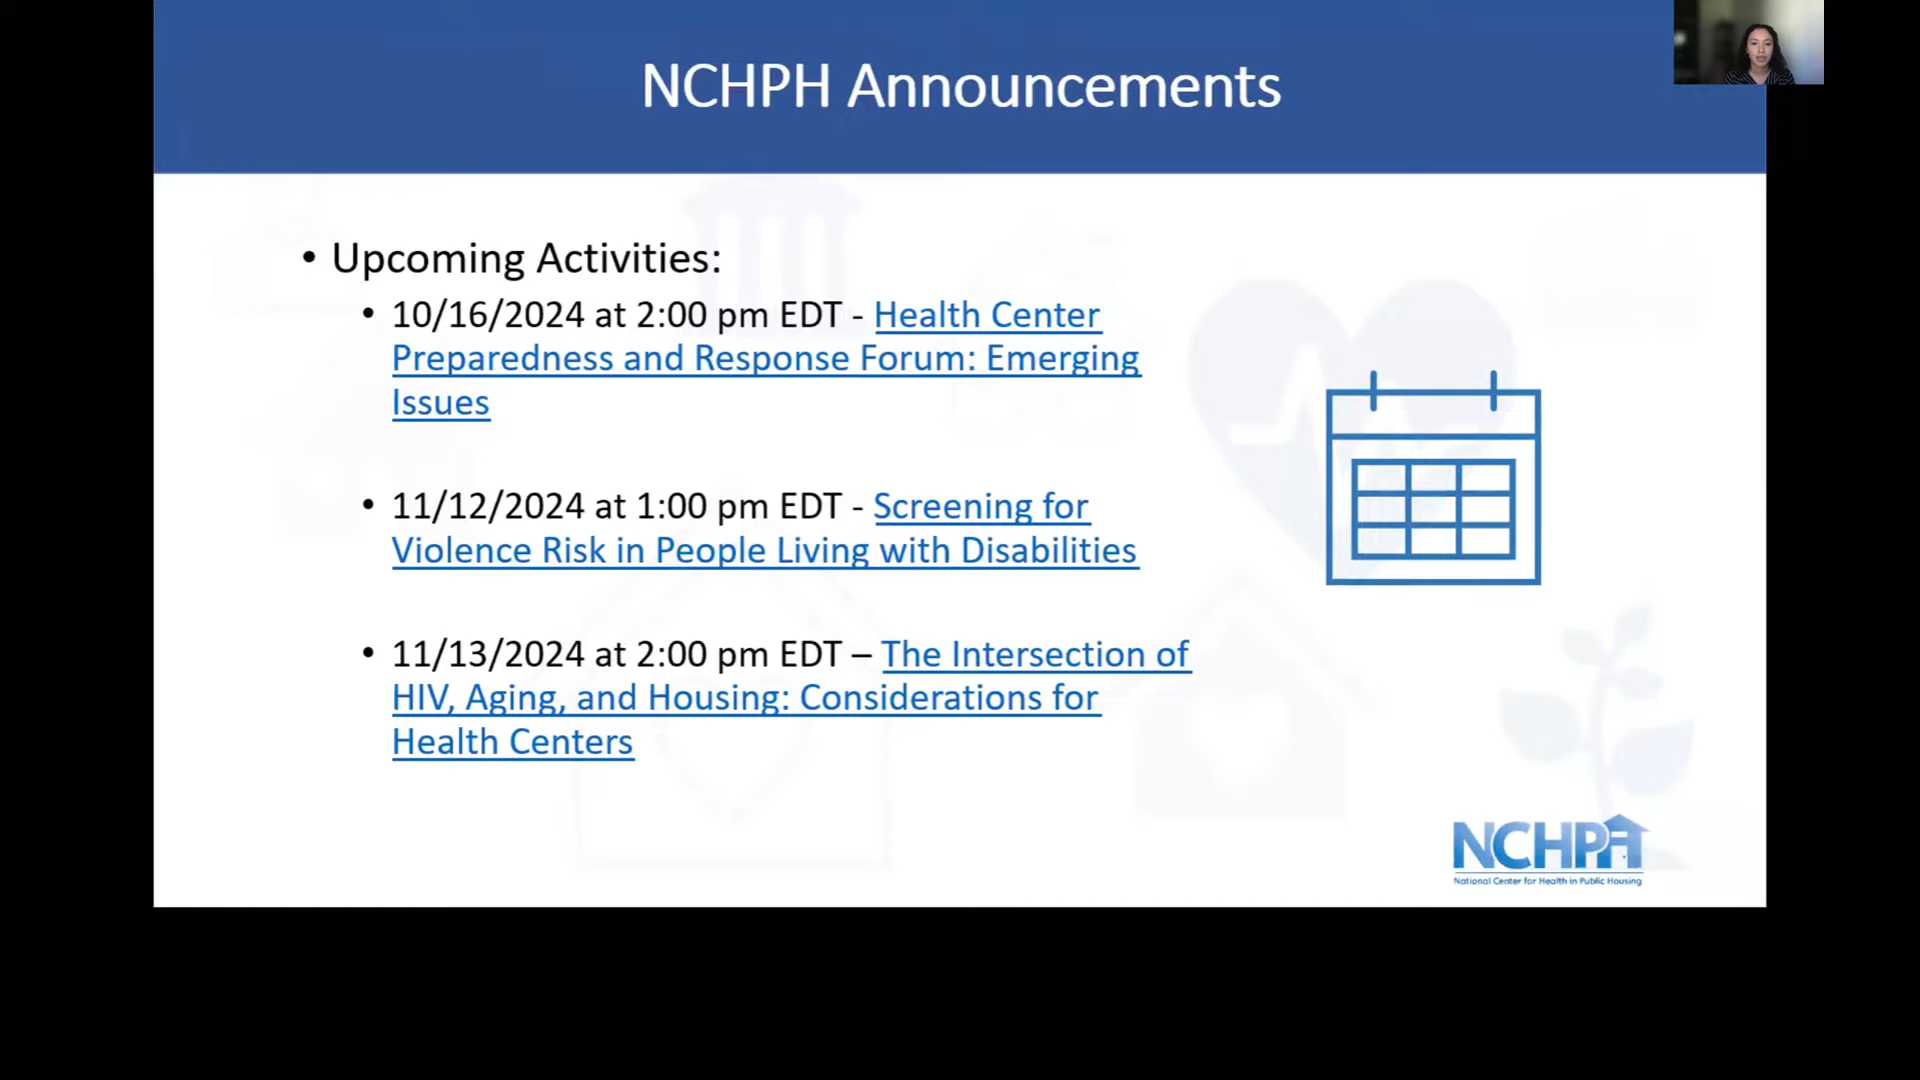 NCHPH Announcements
• Upcoming Activities:
• 10/16/2024 at 2:00 pm EDT - Health Center
Preparedness and Response Forum: Emerging
Issues
• 11/12/2024 at 1:00 pm EDT - Screening for
Violence Risk in People Living with Disabilities
• 11/13/2024 at 2:00 pm EDT – The Intersection of
HIV, Aging, and Housing: Considerations for
Health Centers
NCHPH
National Center for Health in Public Housing